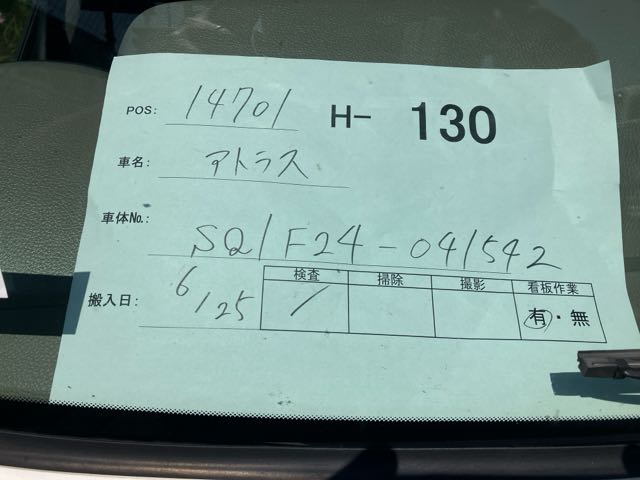 POS: 14701 H- 130
車名: アトラス
車体No.: SQ1F24-041542
搬入日: 6/25
検査 掃除 撮影 看板作業
/ 有・無